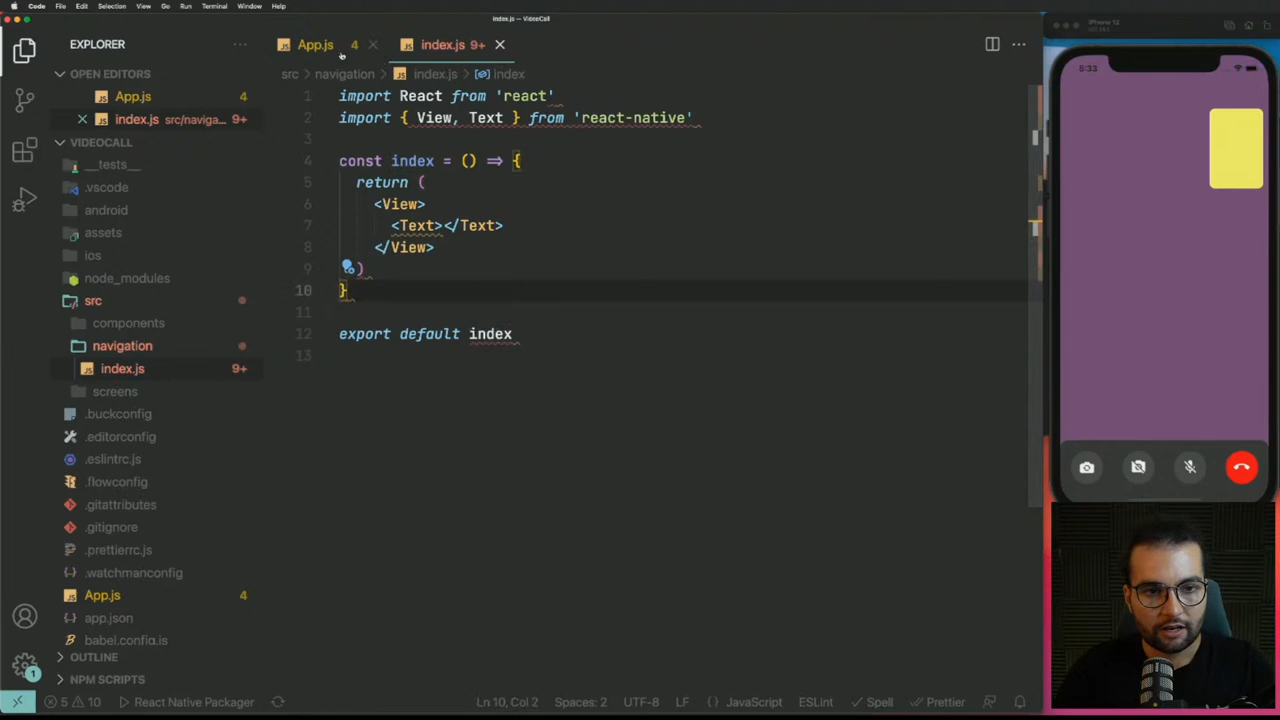 Code File Edit Selection View Go Run Terminal Window Help
index.js — VideoCall
iPhone 12
EXPLORER
App.js 4
index.js 9+
src > navigation > index.js > index
OPEN EDITORS
App.js 4
index.js src/naviga... 9+
VIDEOCALL
__tests__
.vscode
android
assets
ios
node_modules
src
components
navigation
index.js 9+
screens
.buckconfig
.editorconfig
.eslintrc.js
.flowconfig
.gitattributes
.gitignore
.prettierrc.js
.watchmanconfig
App.js 4
app.json
babel.config.js
OUTLINE
NPM SCRIPTS
1 import React from 'react'
2 import { View, Text } from 'react-native'
3
4 const index = () => {
5 return (
6 <View>
7 <Text></Text>
8 </View>
9 )
10 }
11
12 export default index
13
5:33
1
5 10 React Native Packager
Ln 10, Col 2 Spaces: 2 UTF-8 LF {} JavaScript ESLint Spell Prettier